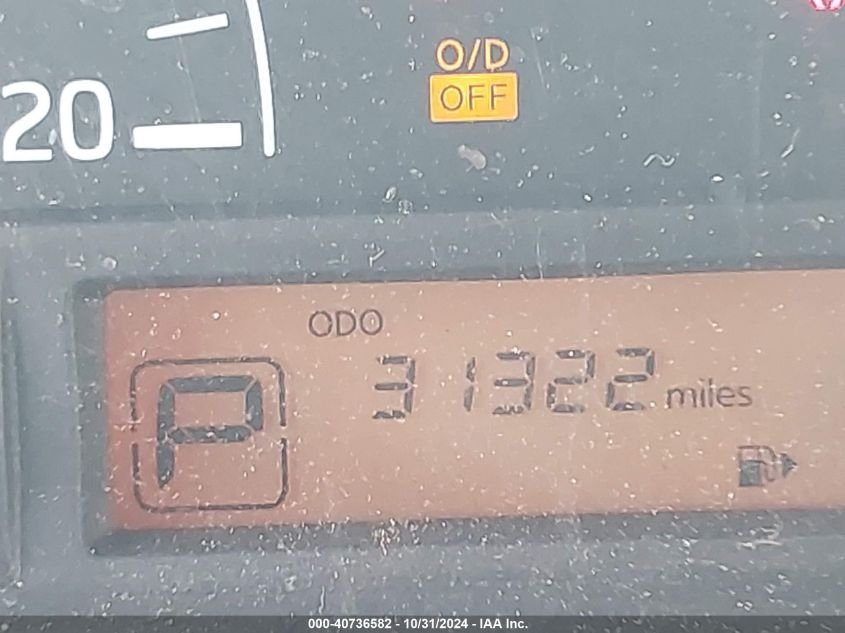 O/D
OFF
20
ODO
P
31322 miles
000-40736582 - 10/31/2024 - IAA Inc.